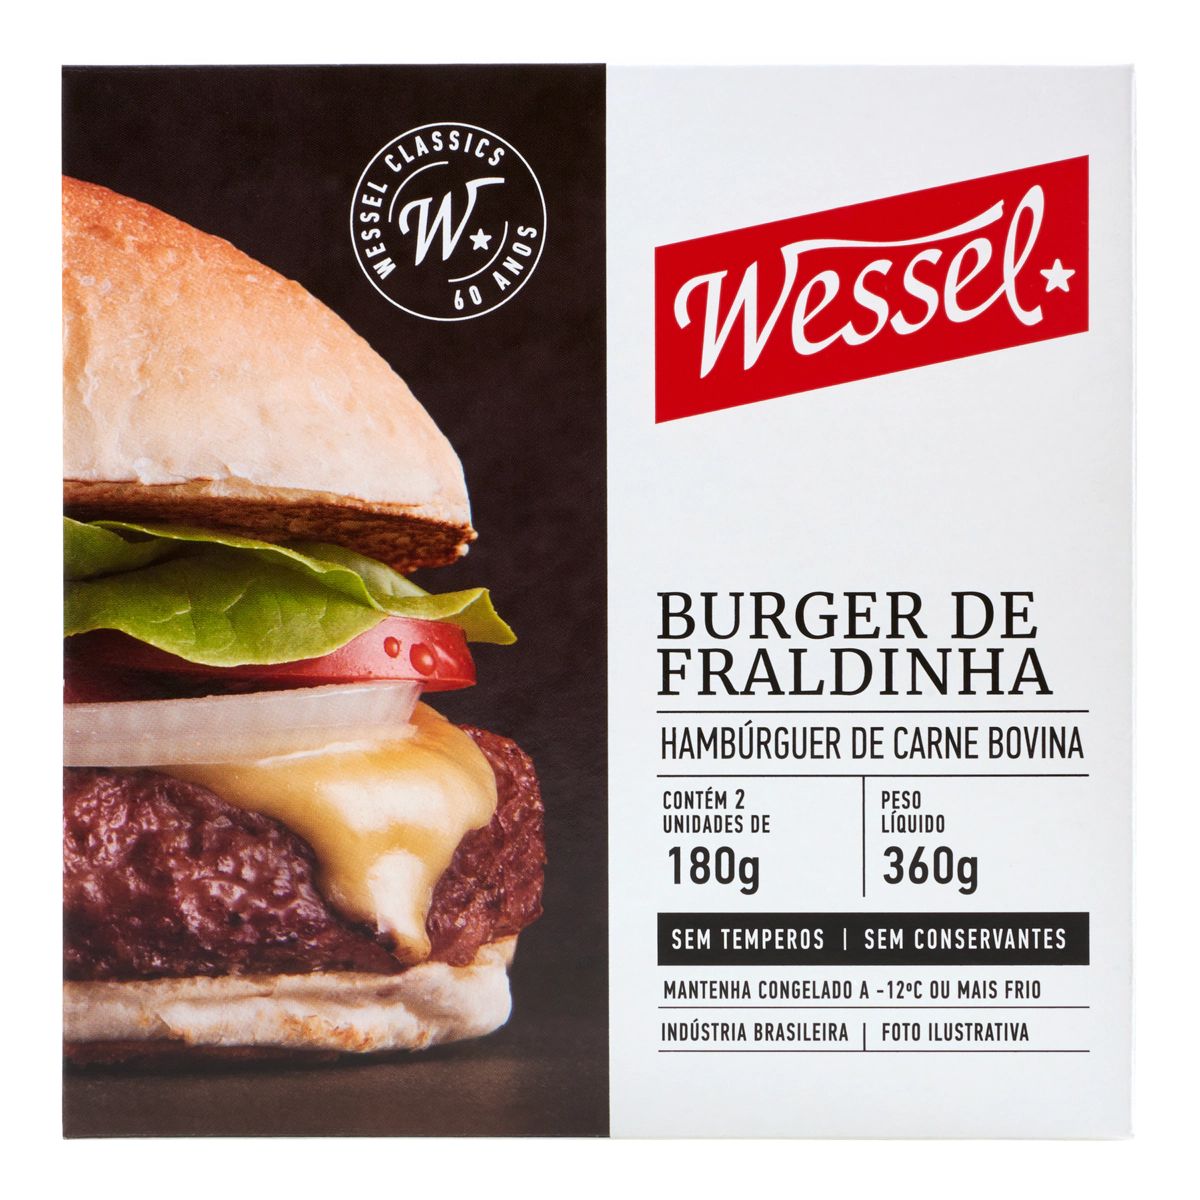 WESSEL CLASSICS
W
60 ANOS
Wessel
BURGER DE
FRALDINHA
HAMBÚRGUER DE CARNE BOVINA
CONTÉM 2
UNIDADES DE
180g
PESO
LÍQUIDO
360g
SEM TEMPEROS | SEM CONSERVANTES
MANTENHA CONGELADO A -12ºC OU MAIS FRIO
INDÚSTRIA BRASILEIRA | FOTO ILUSTRATIVA